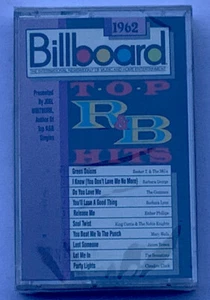 1962
Billboard
THE INTERNATIONAL NEWSWEEKLY OF MUSIC AND HOME ENTERTAINMENT
TOP
R&B
HITS
Presented
By JOEL
WHITBURN,
Author Of
Top R&B
Singles
Green Onions Booker T. & The MG's
I Know (You Don't Love Me No More) Barbara George
Do You Love Me The Contours
You'll Lose A Good Thing Barbara Lynn
Release Me Esther Phillips
Soul Twist King Curtis & The Noble Knights
You Beat Me To The Punch Mary Wells
Lost Someone James Brown
Let Me In The Sensations
Party Lights Claudine Clark